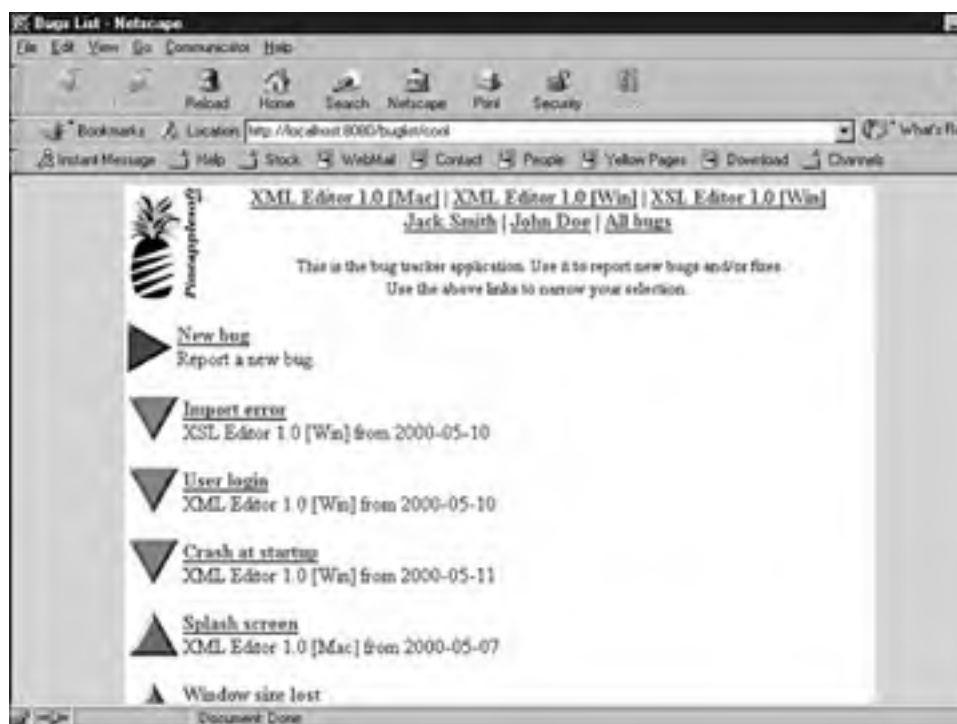 Bugs List - Netscape
File Edit View Go Communicator Help
Reload Home Search Netscape Print Security
Bookmarks Location: http://localhost:8080/buglist/cool What's Re
Instant Message Help Stock WebMail Contact People Yellow Pages Download Channels
Pineapplesoft
XML Editor 1.0 [Mac] | XML Editor 1.0 [Win] | XSL Editor 1.0 [Win]
Jack Smith | John Doe | All bugs
This is the bug tracker application. Use it to report new bugs and/or fixes.
Use the above links to narrow your selection.
New bug
Report a new bug.
Import error
XSL Editor 1.0 [Win] from 2000-05-10
User login
XML Editor 1.0 [Win] from 2000-05-10
Crash at startup
XML Editor 1.0 [Win] from 2000-05-11
Splash screen
XML Editor 1.0 [Mac] from 2000-05-07
Window size lost
Document: Done